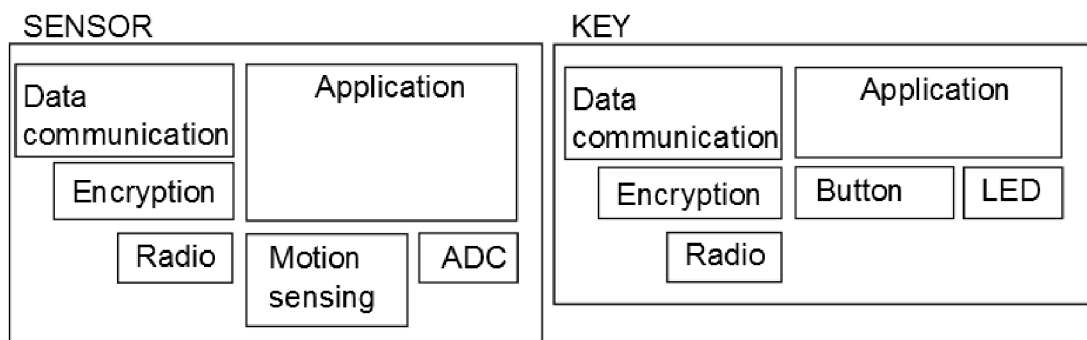 SENSOR
Data
communication
Application
Encryption
Radio
Motion
sensing
ADC
KEY
Data
communication
Application
Encryption
Button
LED
Radio